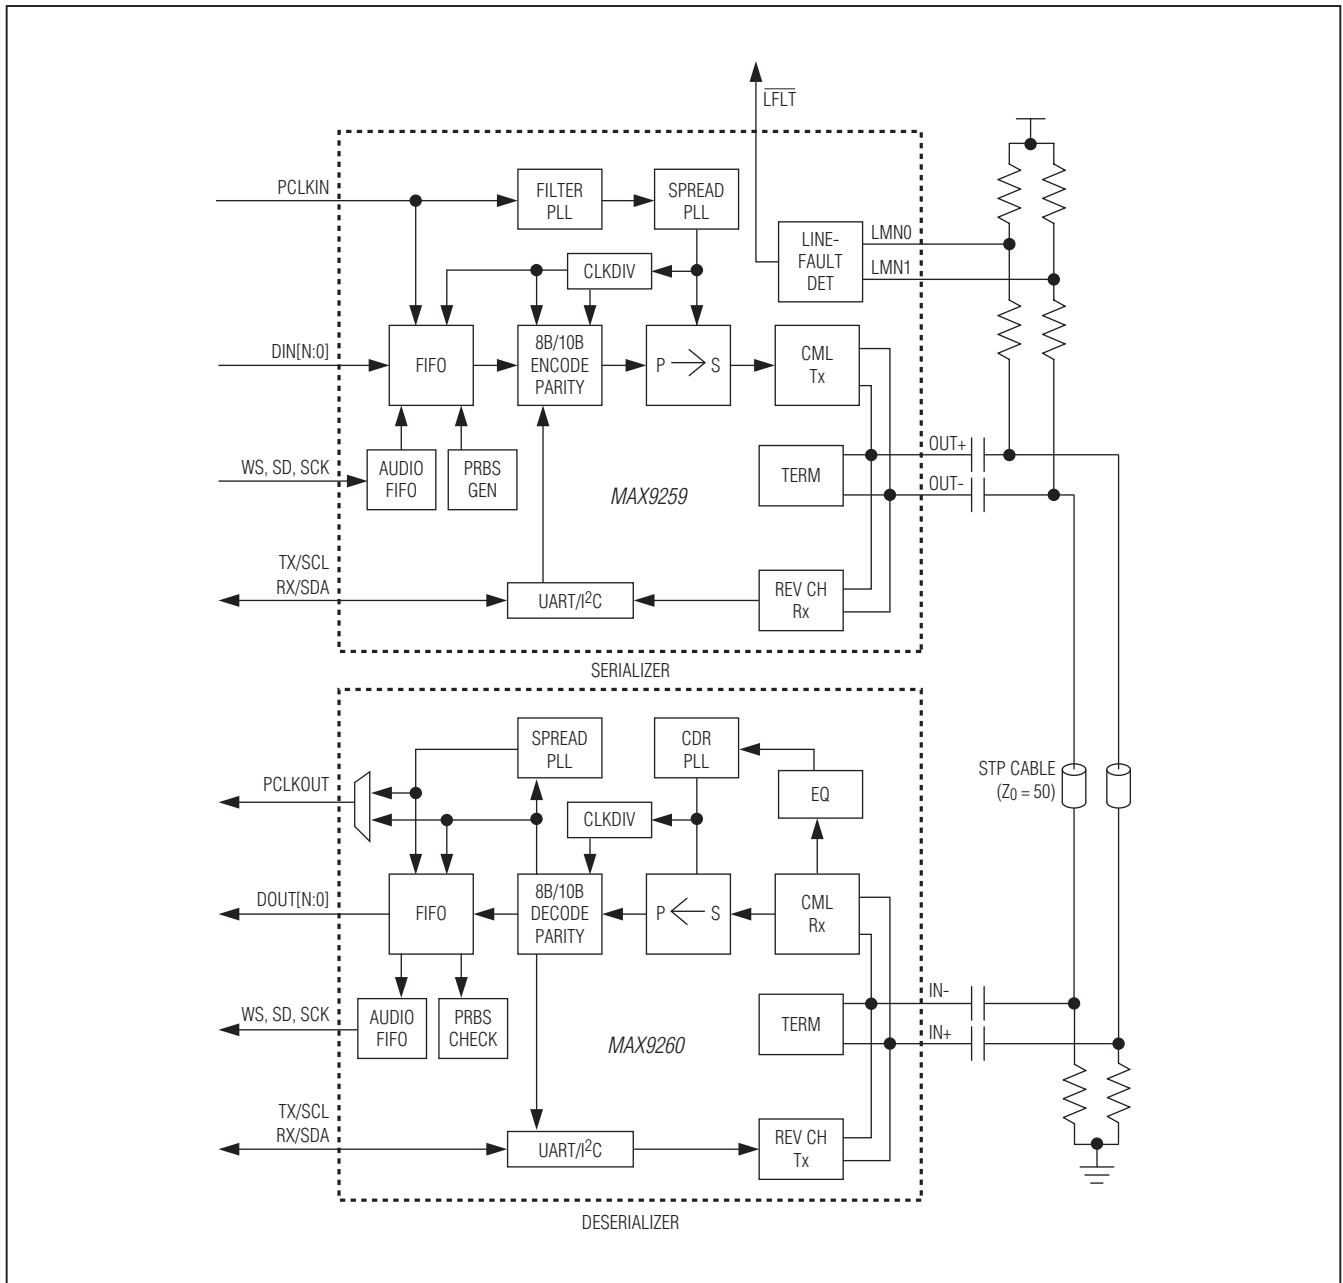 LFLT
PCLKIN
FILTER
PLL
SPREAD
PLL
LINE-
FAULT
DET
LMN0
LMN1
CLKDIV
DIN[N:0]
FIFO
8B/10B
ENCODE
PARITY
P S
CML
Tx
WS, SD, SCK
AUDIO
FIFO
PRBS
GEN
MAX9259
TERM
OUT+
OUT-
TX/SCL
RX/SDA
UART/I²C
REV CH
Rx
SERIALIZER
PCLKOUT
SPREAD
PLL
CDR
PLL
EQ
CLKDIV
STP CABLE
(Z0 = 50)
DOUT[N:0]
FIFO
8B/10B
DECODE
PARITY
P S
CML
Rx
WS, SD, SCK
AUDIO
FIFO
PRBS
CHECK
MAX9260
TERM
IN-
IN+
TX/SCL
RX/SDA
UART/I²C
REV CH
Tx
DESERIALIZER